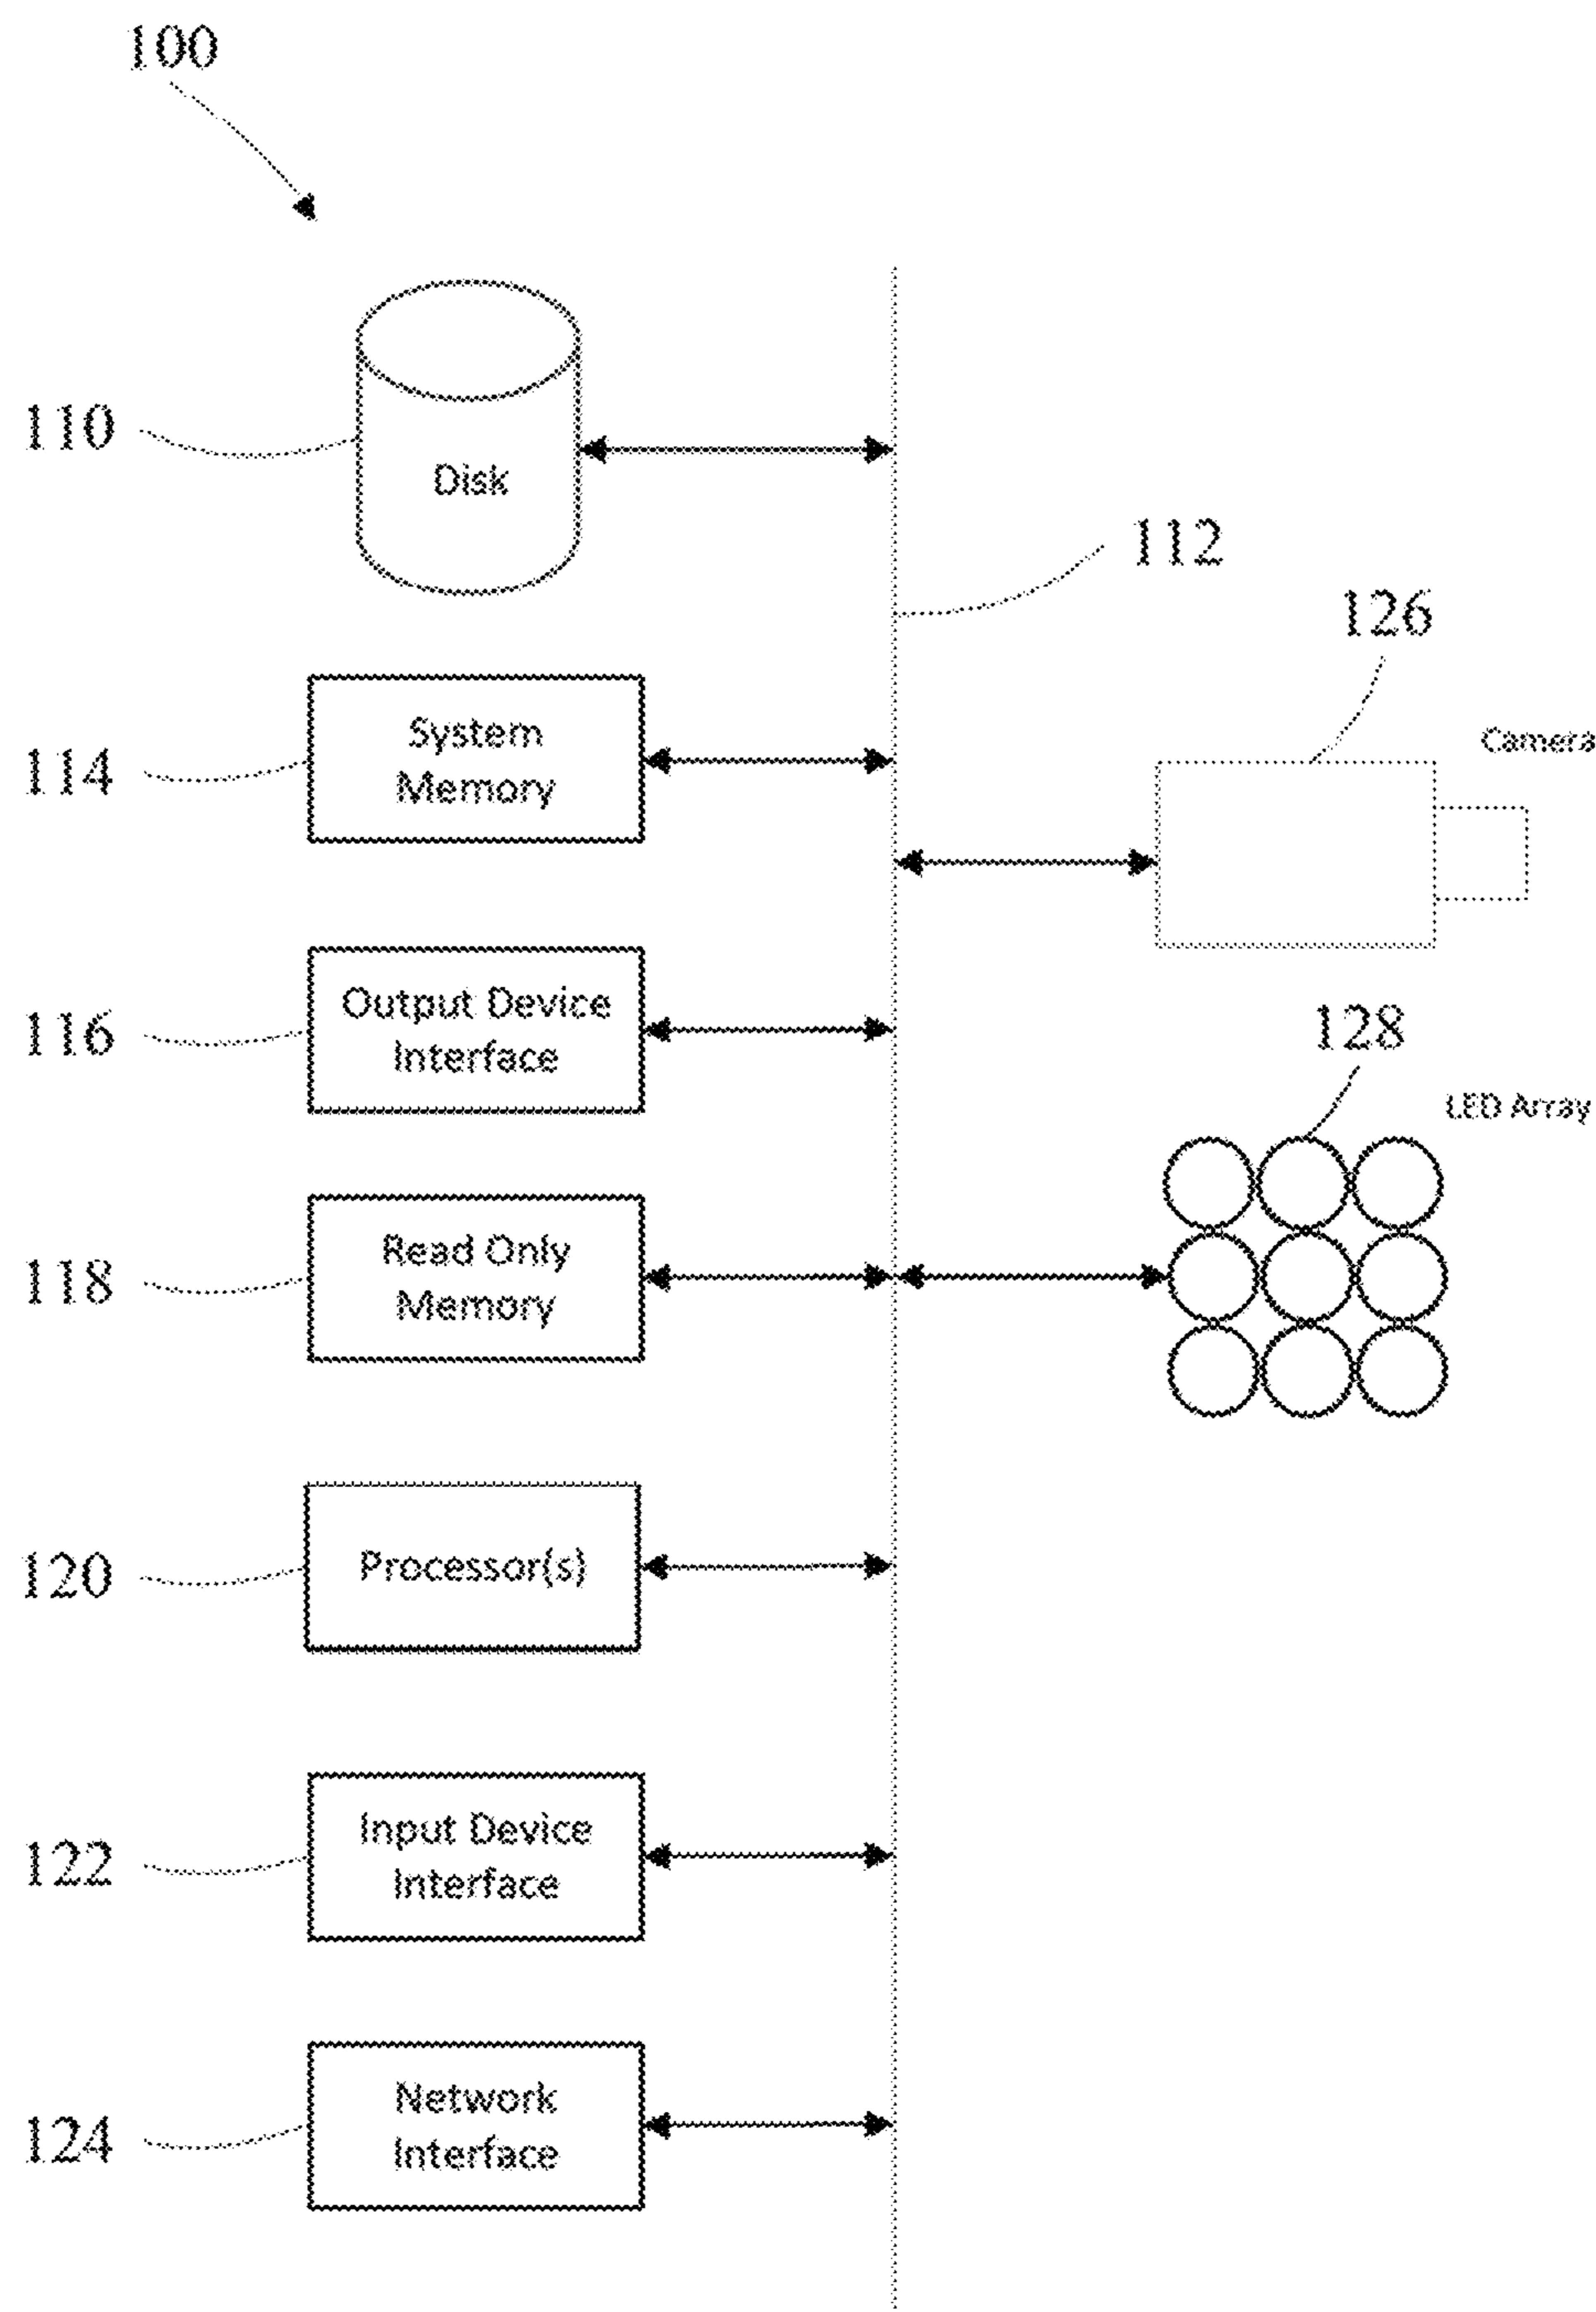 100
110
Disk
112
126
Camera
114
System
Memory
116
Output Device
Interface
128
LED Array
118
Read Only
Memory
120
Processor(s)
122
Input Device
Interface
124
Network
Interface